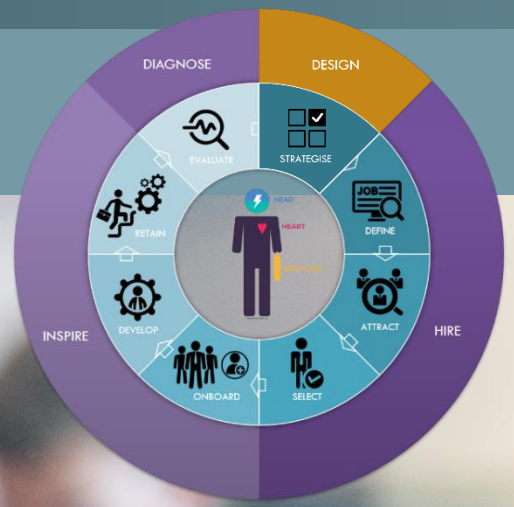 DIAGNOSE
DESIGN
EVALUATE
STRATEGISE
JOB
RETAIN
DEFINE
HEAD
HEART
DEVELOP
ATTRACT
INSPIRE
HIRE
ONBOARD
SELECT